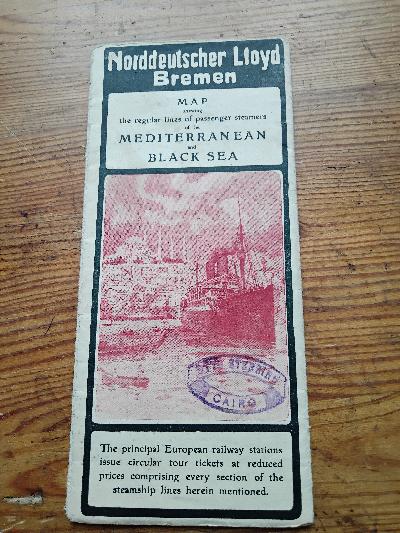 Norddeutscher Lloyd
Bremen
MAP
showing
the regular lines of passenger steamers
of the
MEDITERRANEAN
and
BLACK SEA
CAIRO
The principal European railway stations
issue circular tour tickets at reduced
prices comprising every section of the
steamship lines herein mentioned.